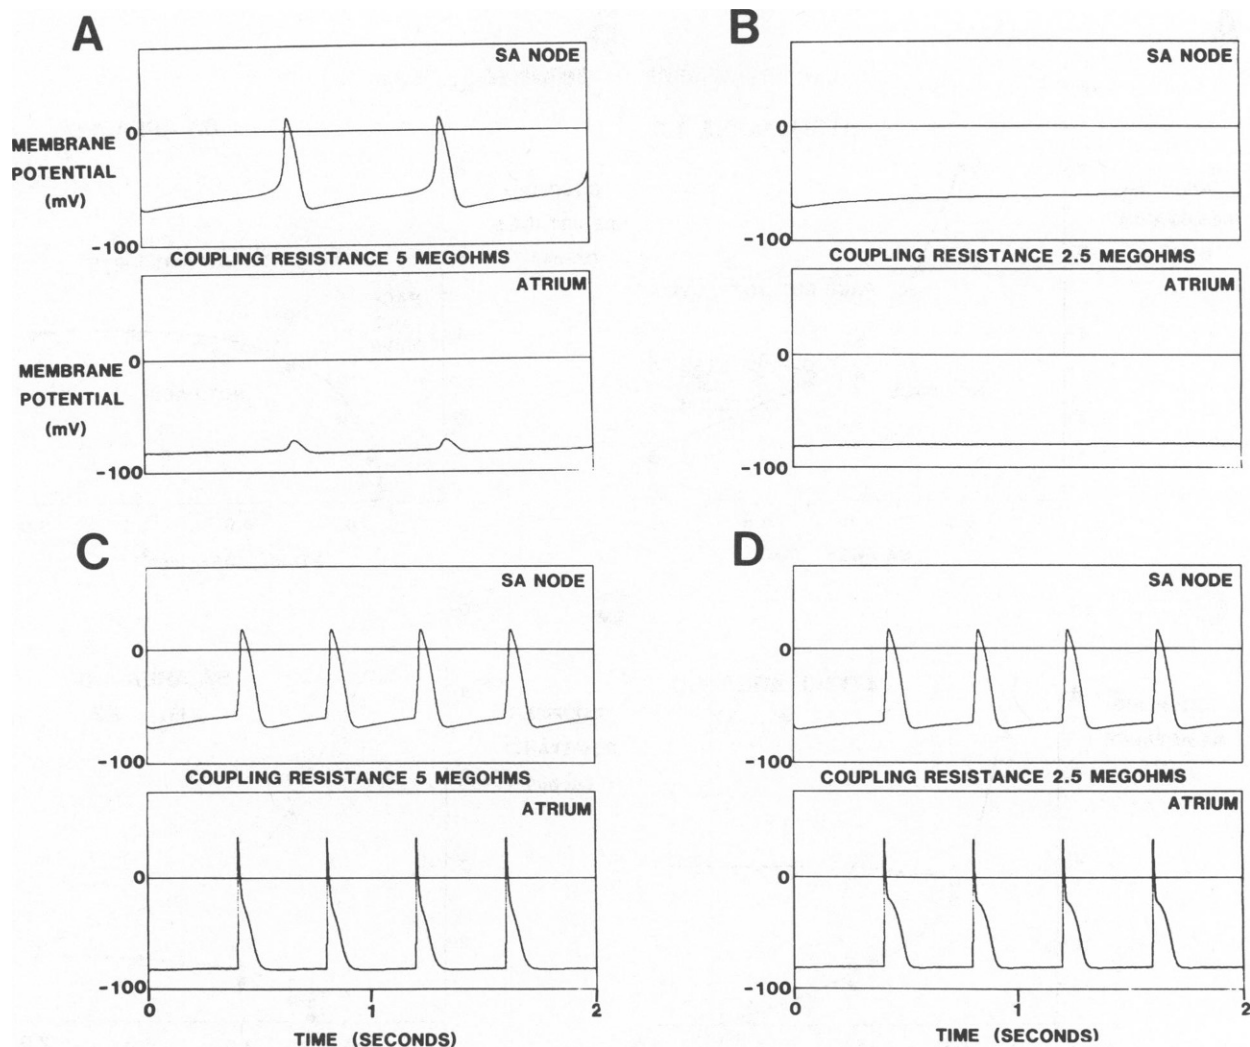 A
SA NODE
0
MEMBRANE
POTENTIAL
(mV)
-100
COUPLING RESISTANCE 5 MEGOHMS
ATRIUM
0
MEMBRANE
POTENTIAL
(mV)
-100
B
SA NODE
0
-100
COUPLING RESISTANCE 2.5 MEGOHMS
ATRIUM
0
-100
C
SA NODE
0
-100
COUPLING RESISTANCE 5 MEGOHMS
ATRIUM
0
-100
0 1 2
TIME (SECONDS)
D
SA NODE
0
-100
COUPLING RESISTANCE 2.5 MEGOHMS
ATRIUM
0
-100
0 1 2
TIME (SECONDS)